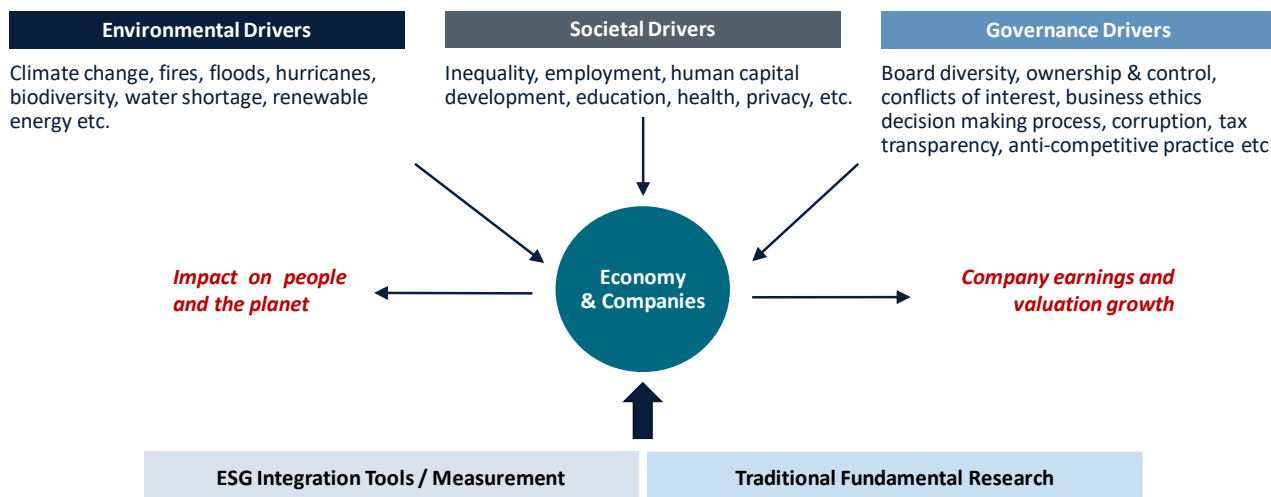 Environmental Drivers
Climate change, fires, floods, hurricanes,
biodiversity, water shortage, renewable
energy etc.
Societal Drivers
Inequality, employment, human capital
development, education, health, privacy, etc.
Governance Drivers
Board diversity, ownership & control,
conflicts of interest, business ethics
decision making process, corruption, tax
transparency, anti-competitive practice etc
Impact on people
and the planet
Economy
& Companies
Company earnings and
valuation growth
ESG Integration Tools / Measurement
Traditional Fundamental Research